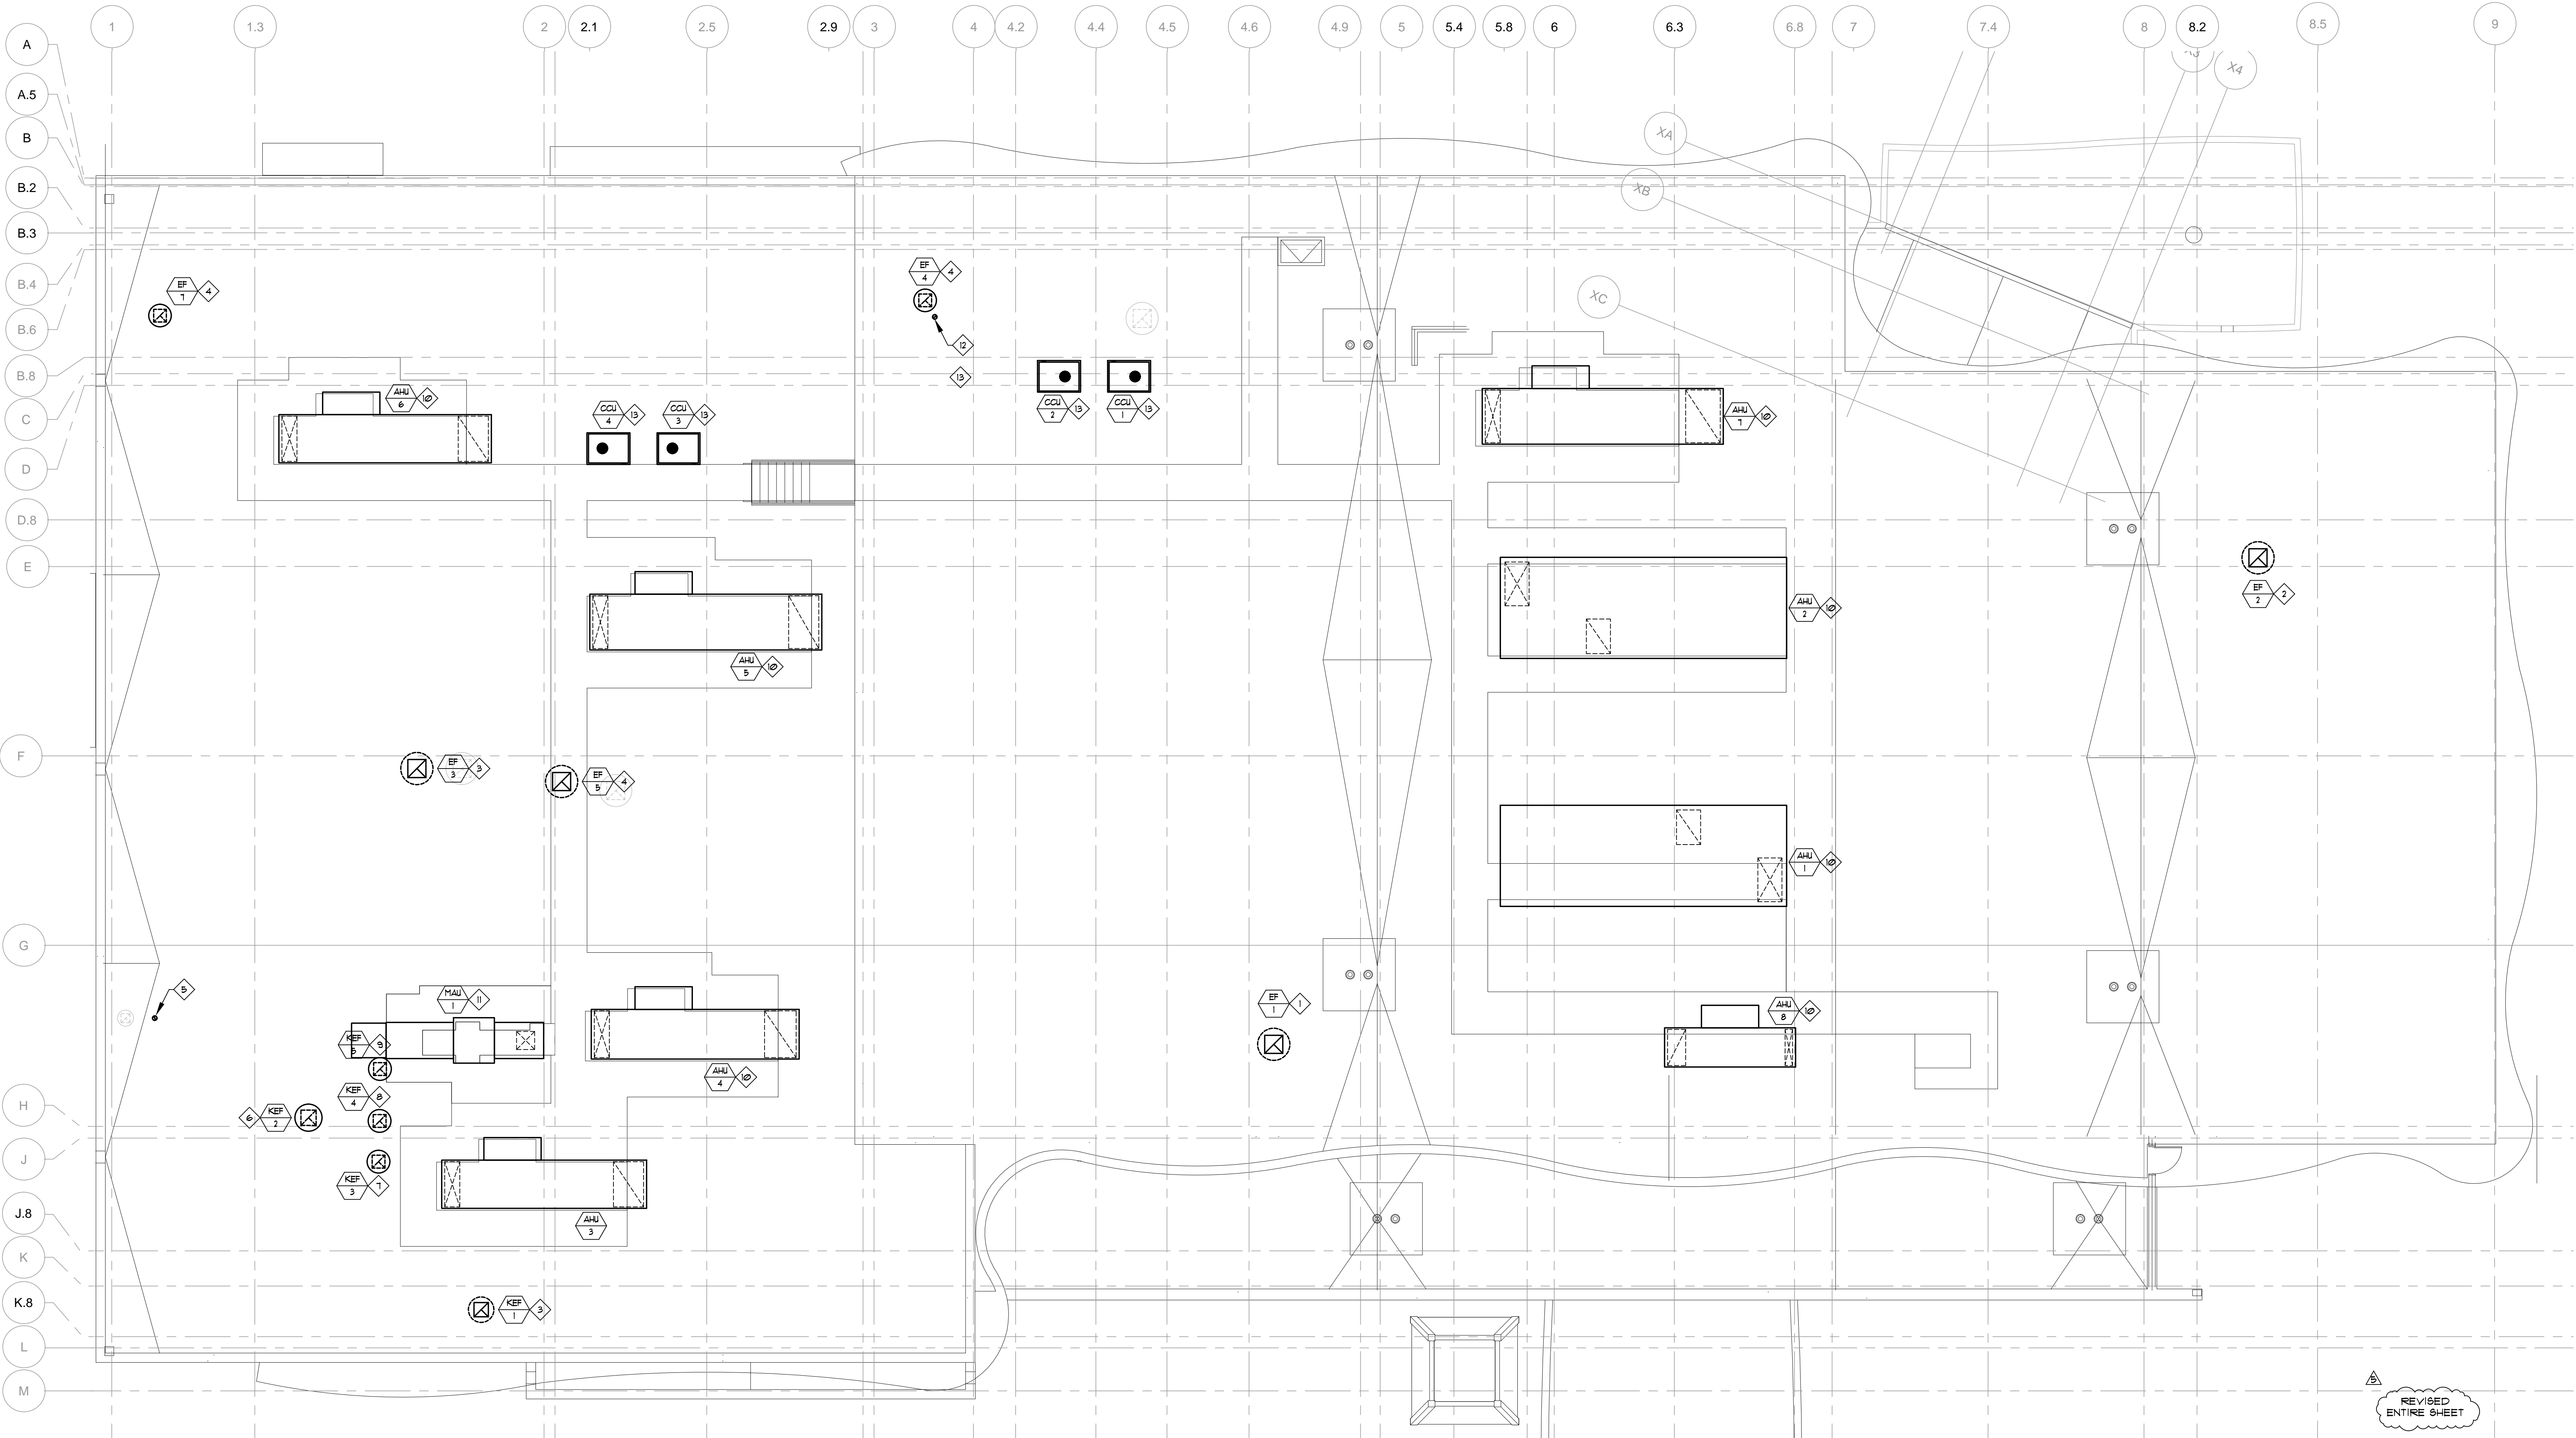 1 1.3 2 2.1 2.5 2.9 3 4 4.2 4.4 4.5 4.6 4.9 5 5.4 5.8 6 6.3 6.8 7 7.4 8 8.2 8.5 9
A
A.5
B
B.2
B.3
B.4
B.6
B.8
C
D
D.8
E
F
G
H
J
J.8
K
K.8
L
M
X3
X4
XA
XB
XC
EF
7
4
EF
4
4
12
13
AHU
6
10
CCU
4
13
CCU
3
13
CCU
2
13
CCU
1
13
AHU
7
10
AHU
5
10
AHU
2
10
EF
2
2
EF
3
3
EF
5
4
AHU
1
10
5
MAU
1
11
KEF
5
9
KEF
4
8
6
KEF
2
KEF
3
7
AHU
4
10
EF
1
1
AHU
8
10
AHU
3
KEF
1
3
5
REVISED
ENTIRE SHEET